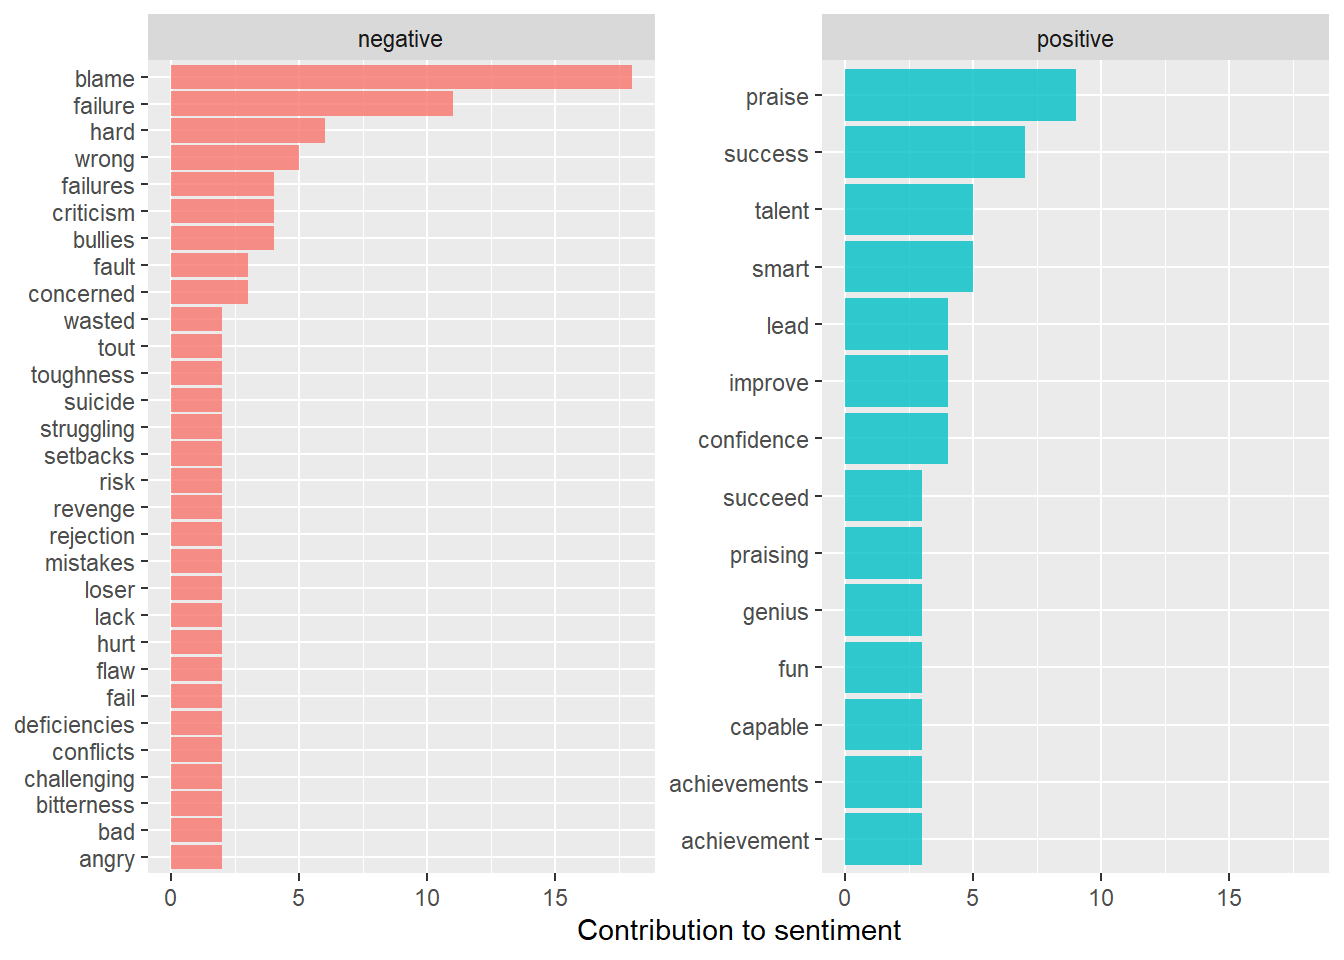 negative
blame
failure
hard
wrong
failures
criticism
bullies
fault
concerned
wasted
tout
toughness
suicide
struggling
setbacks
risk
revenge
rejection
mistakes
loser
lack
hurt
flaw
fail
deficiencies
conflicts
challenging
bitterness
bad
angry
0 5 10 15
positive
praise
success
talent
smart
lead
improve
confidence
succeed
praising
genius
fun
capable
achievements
achievement
0 5 10 15
Contribution to sentiment